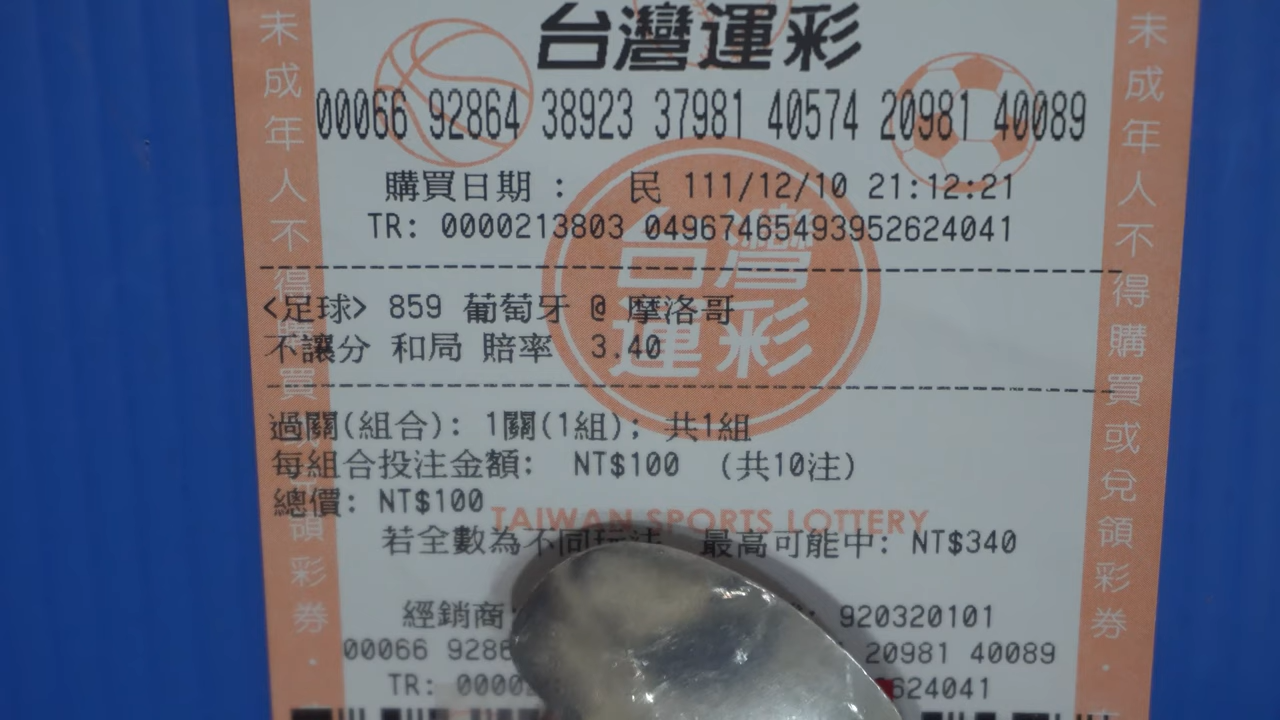 台灣運彩
00066 92864 38923 37981 40574 20981 40089
購買日期 : 民 111/12/10 21:12:21
TR: 0000213803 04967465493952624041
台灣
運彩
<足球> 859 葡萄牙 @ 摩洛哥
不讓分 和局 賠率 3.40
過關(組合): 1關(1組); 共1組
每組合投注金額: NT$100 (共10注)
總價: NT$100
TAIWAN SPORTS LOTTERY
若全數為不同玩法 最高可能中: NT$340
經銷商 920320101
00066 9286 20981 40089
TR: 0000 624041
未成年人不得購買或兌領彩券.
未成年人不得購買或兌領彩券.